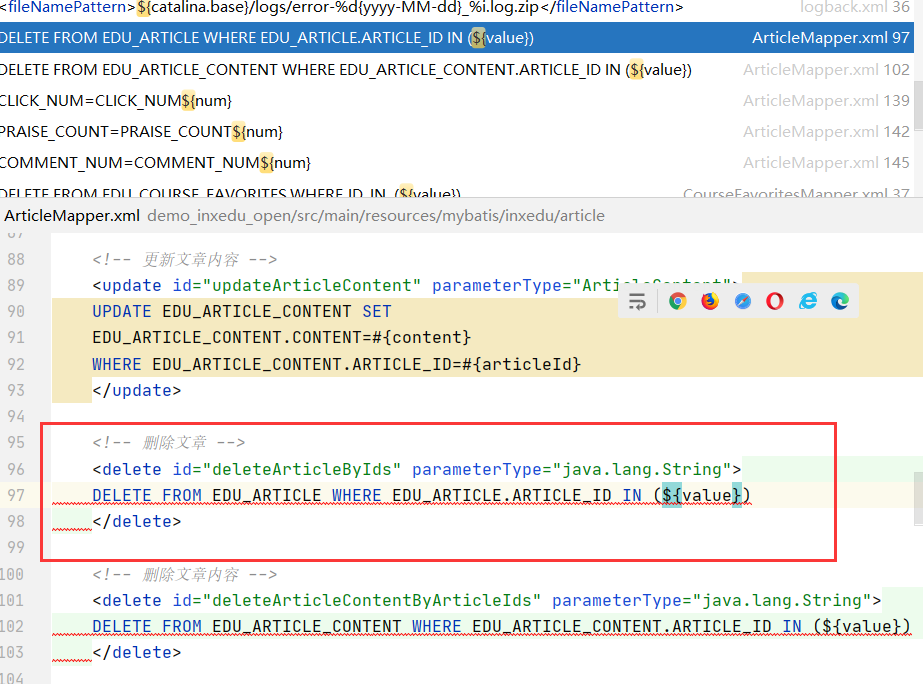 <fileNamePattern>${catalina.base}/logs/error-%d{yyyy-MM-dd}_%i.log.zip</fileNamePattern> logback.xml 36
DELETE FROM EDU_ARTICLE WHERE EDU_ARTICLE.ARTICLE_ID IN (${value}) ArticleMapper.xml 97
DELETE FROM EDU_ARTICLE_CONTENT WHERE EDU_ARTICLE_CONTENT.ARTICLE_ID IN (${value}) ArticleMapper.xml 102
CLICK_NUM=CLICK_NUM${num} ArticleMapper.xml 139
PRAISE_COUNT=PRAISE_COUNT${num} ArticleMapper.xml 142
COMMENT_NUM=COMMENT_NUM${num} ArticleMapper.xml 145
DELETE FROM EDU_COURSE_FAVORITES WHERE ID IN (${value}) CourseFavoritesMapper.xml 37
ArticleMapper.xml demo_inxedu_open/src/main/resources/mybatis/inxedu/article
87
88 <!-- 更新文章内容 -->
89 <update id="updateArticleContent" parameterType="ArticleContent">
90 UPDATE EDU_ARTICLE_CONTENT SET
91 EDU_ARTICLE_CONTENT.CONTENT=#{content}
92 WHERE EDU_ARTICLE_CONTENT.ARTICLE_ID=#{articleId}
93 </update>
94
95 <!-- 删除文章 -->
96 <delete id="deleteArticleByIds" parameterType="java.lang.String">
97 DELETE FROM EDU_ARTICLE WHERE EDU_ARTICLE.ARTICLE_ID IN (${value})
98 </delete>
99
100 <!-- 删除文章内容 -->
101 <delete id="deleteArticleContentByArticleIds" parameterType="java.lang.String">
102 DELETE FROM EDU_ARTICLE_CONTENT WHERE EDU_ARTICLE_CONTENT.ARTICLE_ID IN (${value})
103 </delete>
104